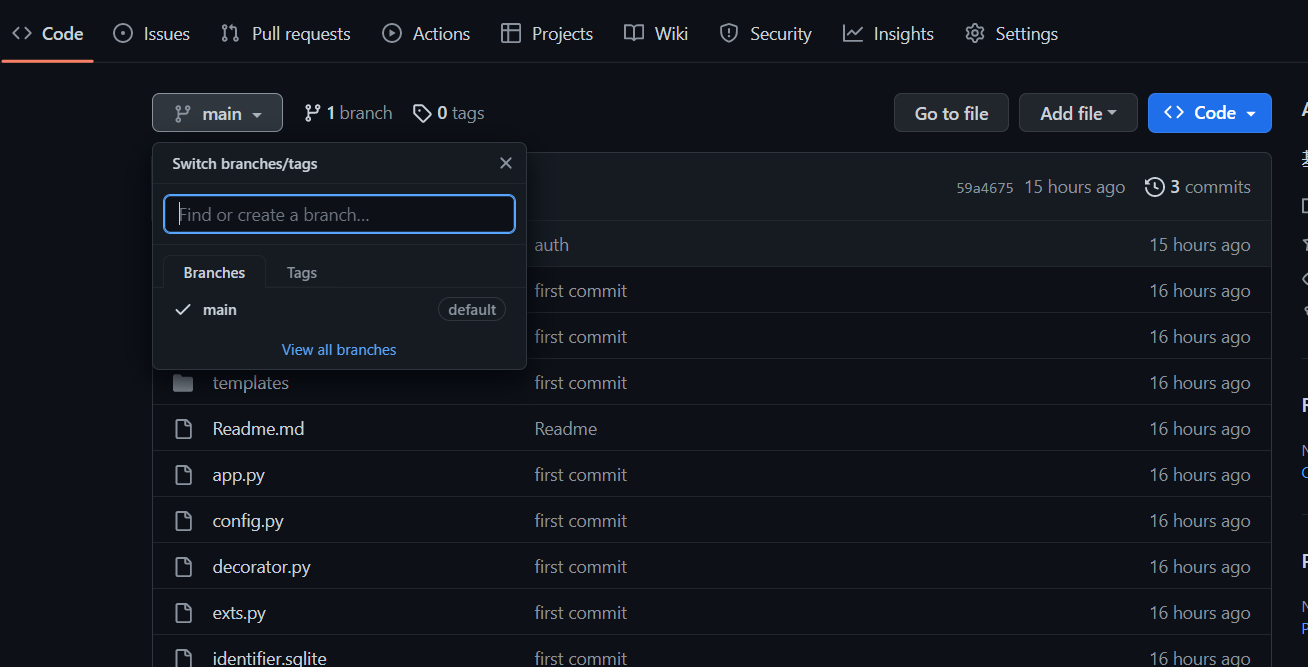 Code Issues Pull requests Actions Projects Wiki Security Insights Settings
main 1 branch 0 tags Go to file Add file Code
Switch branches/tags
59a4675 15 hours ago 3 commits
Find or create a branch...
auth 15 hours ago
Branches Tags
first commit 16 hours ago
main default
first commit 16 hours ago
View all branches
templates first commit 16 hours ago
Readme.md Readme 16 hours ago
app.py first commit 16 hours ago
config.py first commit 16 hours ago
decorator.py first commit 16 hours ago
exts.py first commit 16 hours ago
identifier.sqlite first commit 16 hours ago